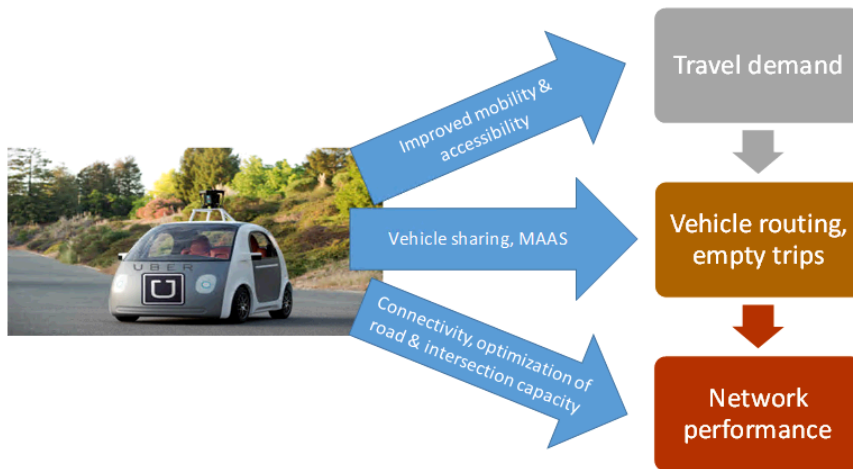 Travel demand
Improved mobility &
accessibility
Vehicle routing,
empty trips
Vehicle sharing, MAAS
UBER
Connectivity, optimization of
road & intersection capacity
Network
performance